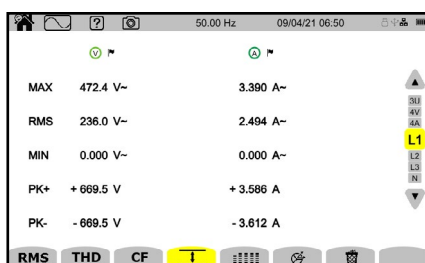 50.00 Hz 09/04/21 06:50
V A
MAX 472.4 V~ 3.390 A~
RMS 236.0 V~ 2.494 A~
MIN 0.000 V~ 0.000 A~
PK+ + 669.5 V + 3.586 A
PK- - 669.5 V - 3.612 A
3U
4V
4A
L1
L2
L3
N
RMS THD CF